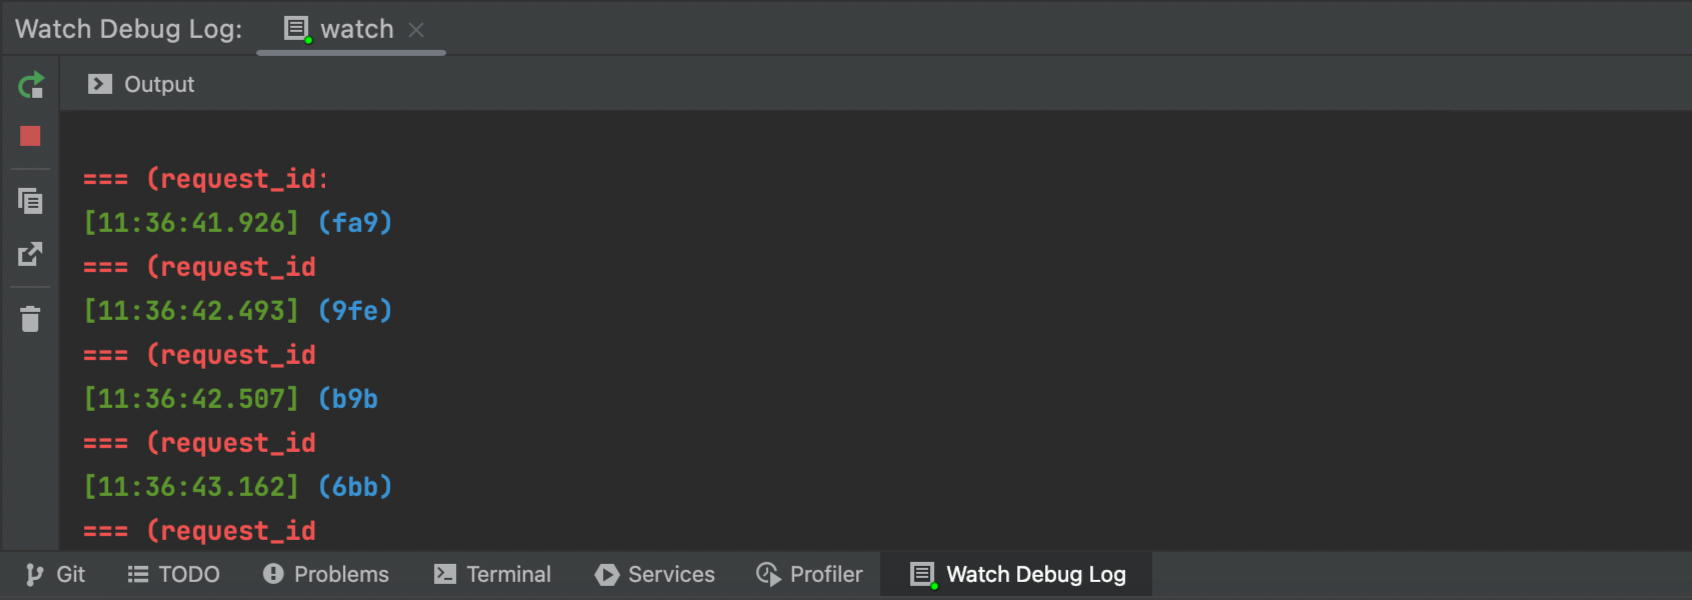 Watch Debug Log: watch
Output
=== (request_id:
[11:36:41.926] (fa9)
=== (request_id
[11:36:42.493] (9fe)
=== (request_id
[11:36:42.507] (b9b
=== (request_id
[11:36:43.162] (6bb)
=== (request_id
Git TODO Problems Terminal Services Profiler Watch Debug Log